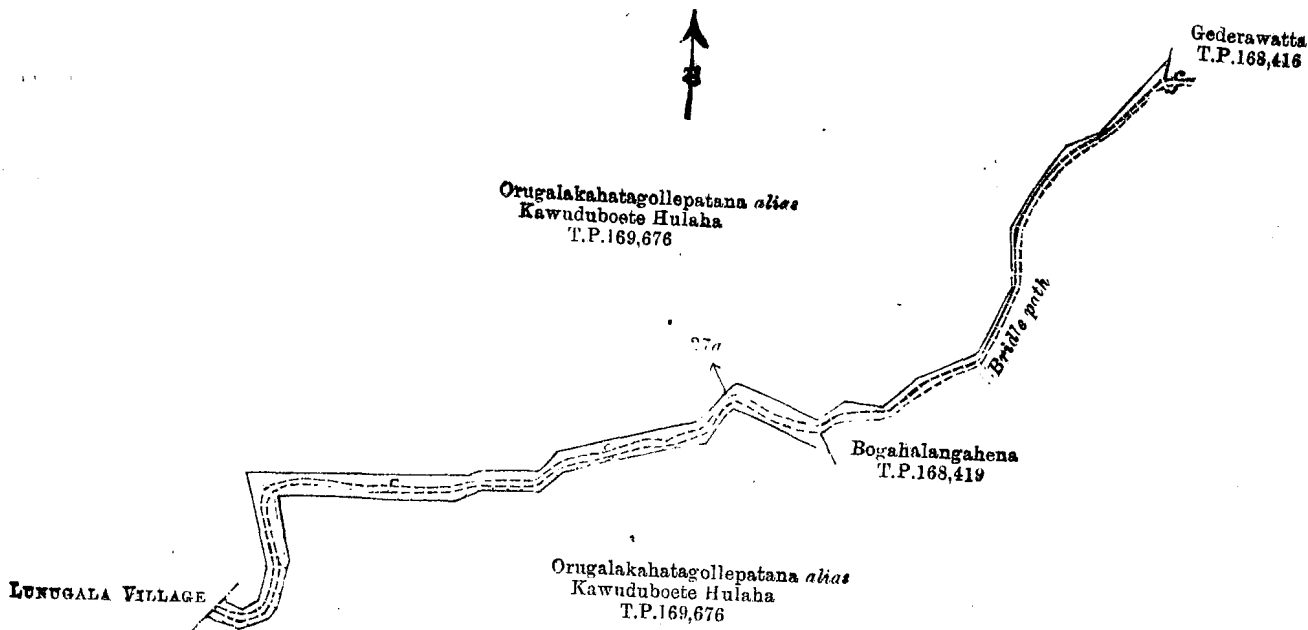 Gederawatta
T.P.168,416
Orugalakahatagollepatana alias
Kawuduboete Hulaha
T.P.169,676
Bridle path
27a
Bogahalangahena
T.P.168,419
LUNUGALA VILLAGE
Orugalakahatagollepatana alias
Kawuduboete Hulaha
T.P.169,676